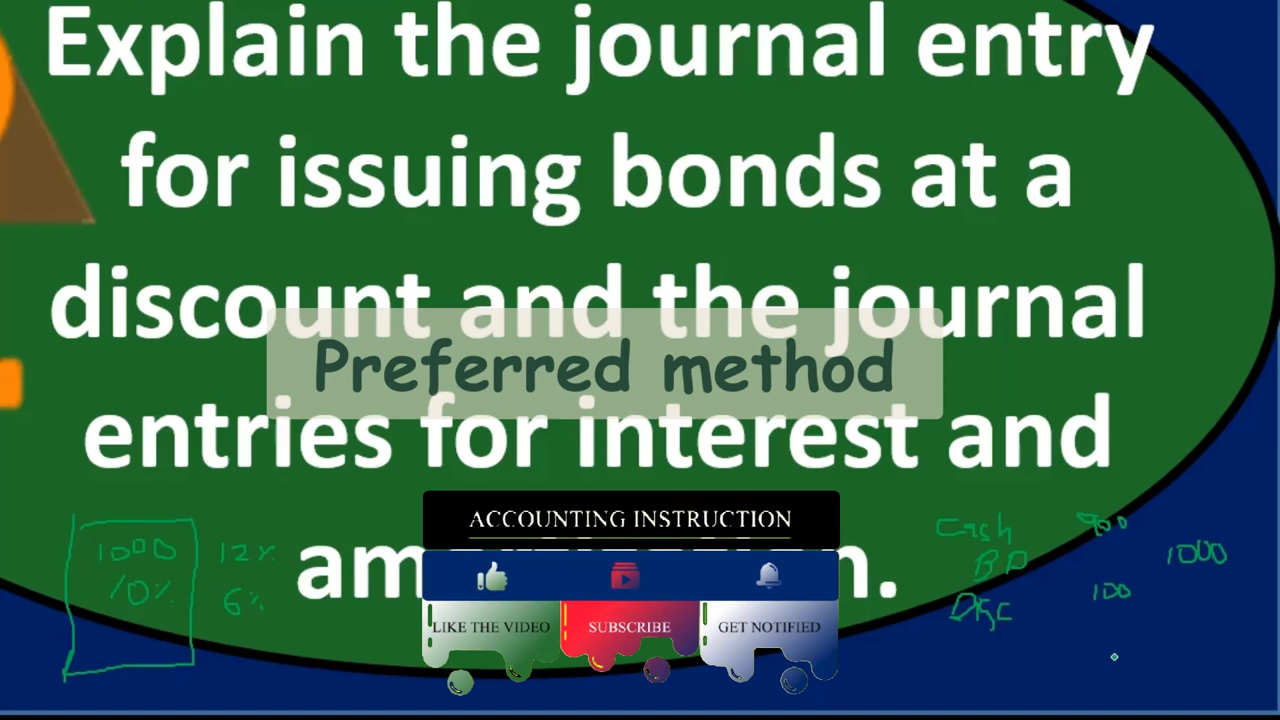 Explain the journal entry
for issuing bonds at a
discount and the journal
Preferred method
entries for interest and
ACCOUNTING INSTRUCTION
LIKE THE VIDEO SUBSCRIBE GET NOTIFIED
1000 12%
10% 6%
Cash 900
BP 1000
100